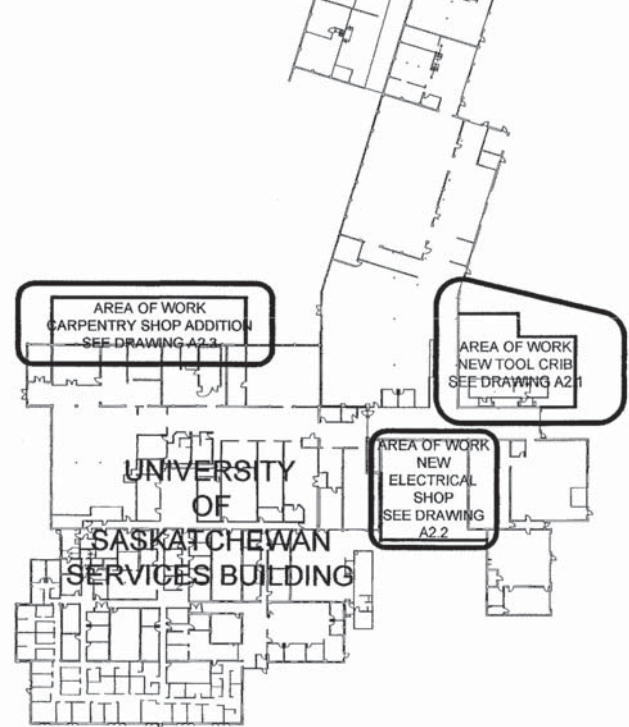 AREA OF WORK
CARPENTRY SHOP ADDITION
SEE DRAWING A2.3
AREA OF WORK
NEW TOOL CRIB
SEE DRAWING A2.1
AREA OF WORK
NEW
ELECTRICAL
SHOP
SEE DRAWING
A2.2
UNIVERSITY
OF
SASKATCHEWAN
SERVICES BUILDING